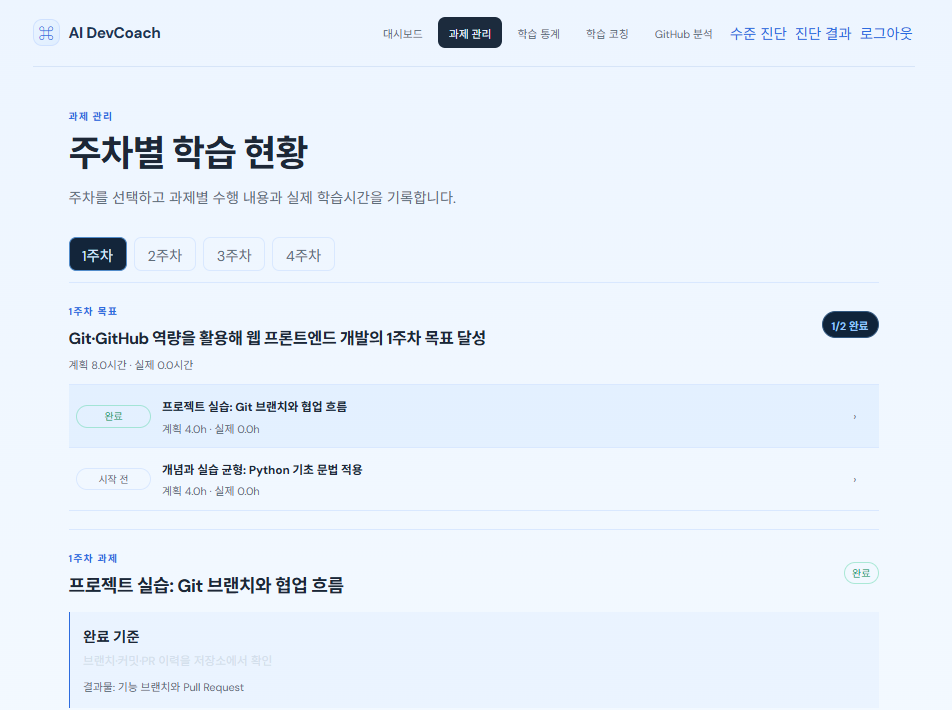 AI DevCoach
대시보드 과제 관리 학습 통계 학습 코칭 GitHub 분석 수준 진단 진단 결과 로그아웃
과제 관리
주차별 학습 현황
주차를 선택하고 과제별 수행 내용과 실제 학습시간을 기록합니다.
1주차 2주차 3주차 4주차
1주차 목표
Git·GitHub 역량을 활용해 웹 프론트엔드 개발의 1주차 목표 달성
1/2 완료
계획 8.0시간 · 실제 0.0시간
완료
프로젝트 실습: Git 브랜치와 협업 흐름
계획 4.0h · 실제 0.0h
›
시작 전
개념과 실습 균형: Python 기초 문법 적용
계획 4.0h · 실제 0.0h
›
1주차 과제
프로젝트 실습: Git 브랜치와 협업 흐름
완료
완료 기준
브랜치·커밋·PR 이력을 저장소에서 확인
결과물: 기능 브랜치와 Pull Request